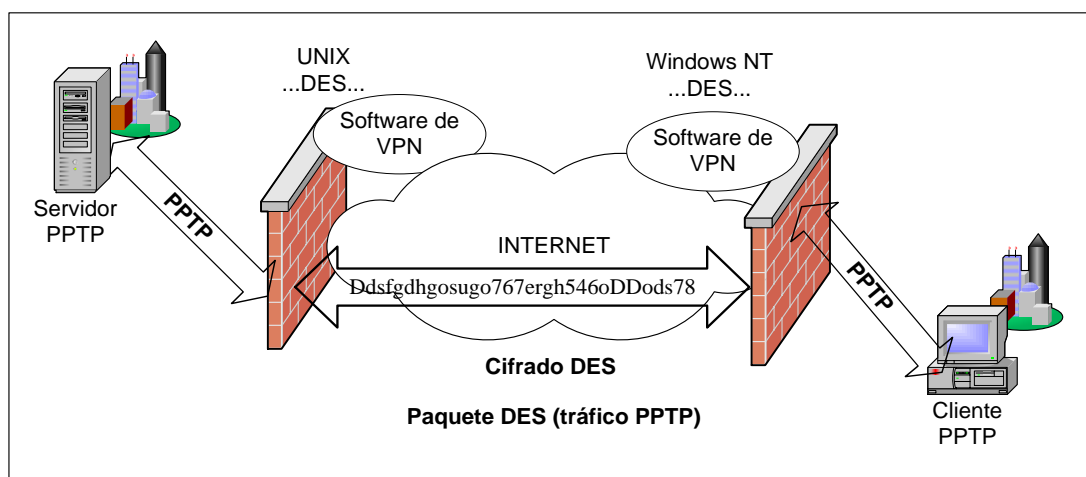 UNIX
...DES...
Windows NT
...DES...
Software de
VPN
Software de
VPN
Servidor
PPTP
PPTP
INTERNET
Ddsfgdhgosugo767ergh546oDDods78
PPTP
Cifrado DES
Paquete DES (tráfico PPTP)
Cliente
PPTP